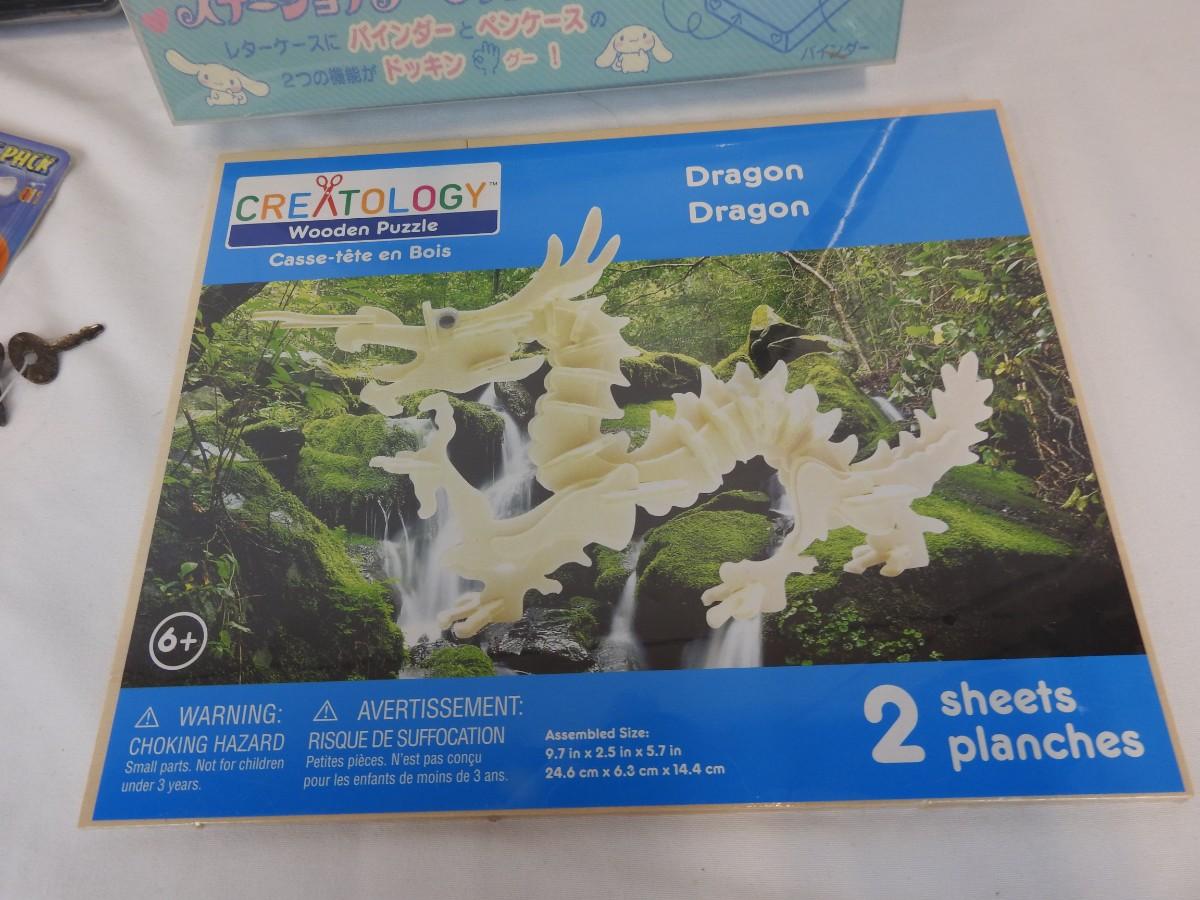 レターケースに バインダーとペンケースの
2つの機能が ドッキングー!
バインダー
PACK
CREATOLOGY™
Wooden Puzzle
Casse-tête en Bois
Dragon
Dragon
6+
WARNING:
CHOKING HAZARD
Small parts. Not for children
under 3 years.
AVERTISSEMENT:
RISQUE DE SUFFOCATION
Petites pièces. N'est pas conçu
pour les enfants de moins de 3 ans.
Assembled Size:
9.7 in x 2.5 in x 5.7 in
24.6 cm x 6.3 cm x 14.4 cm
2 sheets
planches